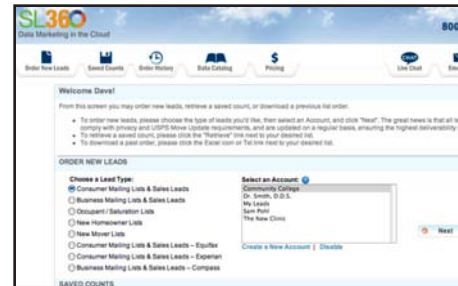 SL360
Data Marketing in the Cloud
800
Order New Leads
Saved Counts
Order History
Data Catalog
$
Pricing
CHAT
Live Chat
Welcome Dave!
From this screen you may order new leads, retrieve a saved count, or download a previous list order.
• To order new leads, please choose the type of leads you'd like, then select an Account, and click "Next". The great news is that all
comply with privacy and USPS Move Update requirements, and are updated on a regular basis, ensuring the highest deliverability
• To retrieve a saved count, please click the "Retrieve" link next to your desired list.
• To download a past order, please click the Excel icon or Txt link next to your desired list.
ORDER NEW LEADS
Choose a Lead Type:
Consumer Mailing Lists & Sales Leads
Business Mailing Lists & Sales Leads
Occupant / Saturation Lists
New Homeowner Lists
New Mover Lists
Consumer Mailing Lists & Sales Leads – Equifax
Consumer Mailing Lists & Sales Leads – Experian
Business Mailing Lists & Sales Leads – Compass
Select an Account:
Community College
Dr. Smith, D.D.S.
My Leads
Sam Pohl
The New Clinic
Create a New Account | Disable
Next
SAVED COUNTS